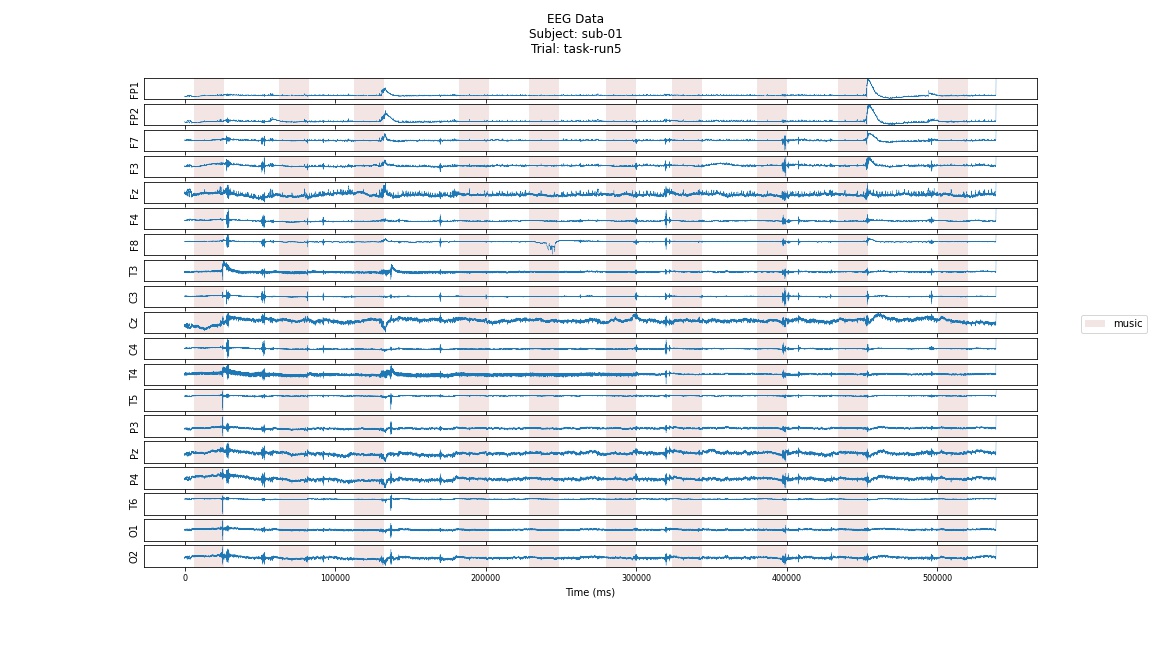 EEG Data
Subject: sub-01
Trial: task-run5
FP1
FP2
F7
F3
Fz
F4
F8
T3
C3
Cz
C4
T4
T5
P3
Pz
P4
T6
O1
O2
music
0 100000 200000 300000 400000 500000
Time (ms)